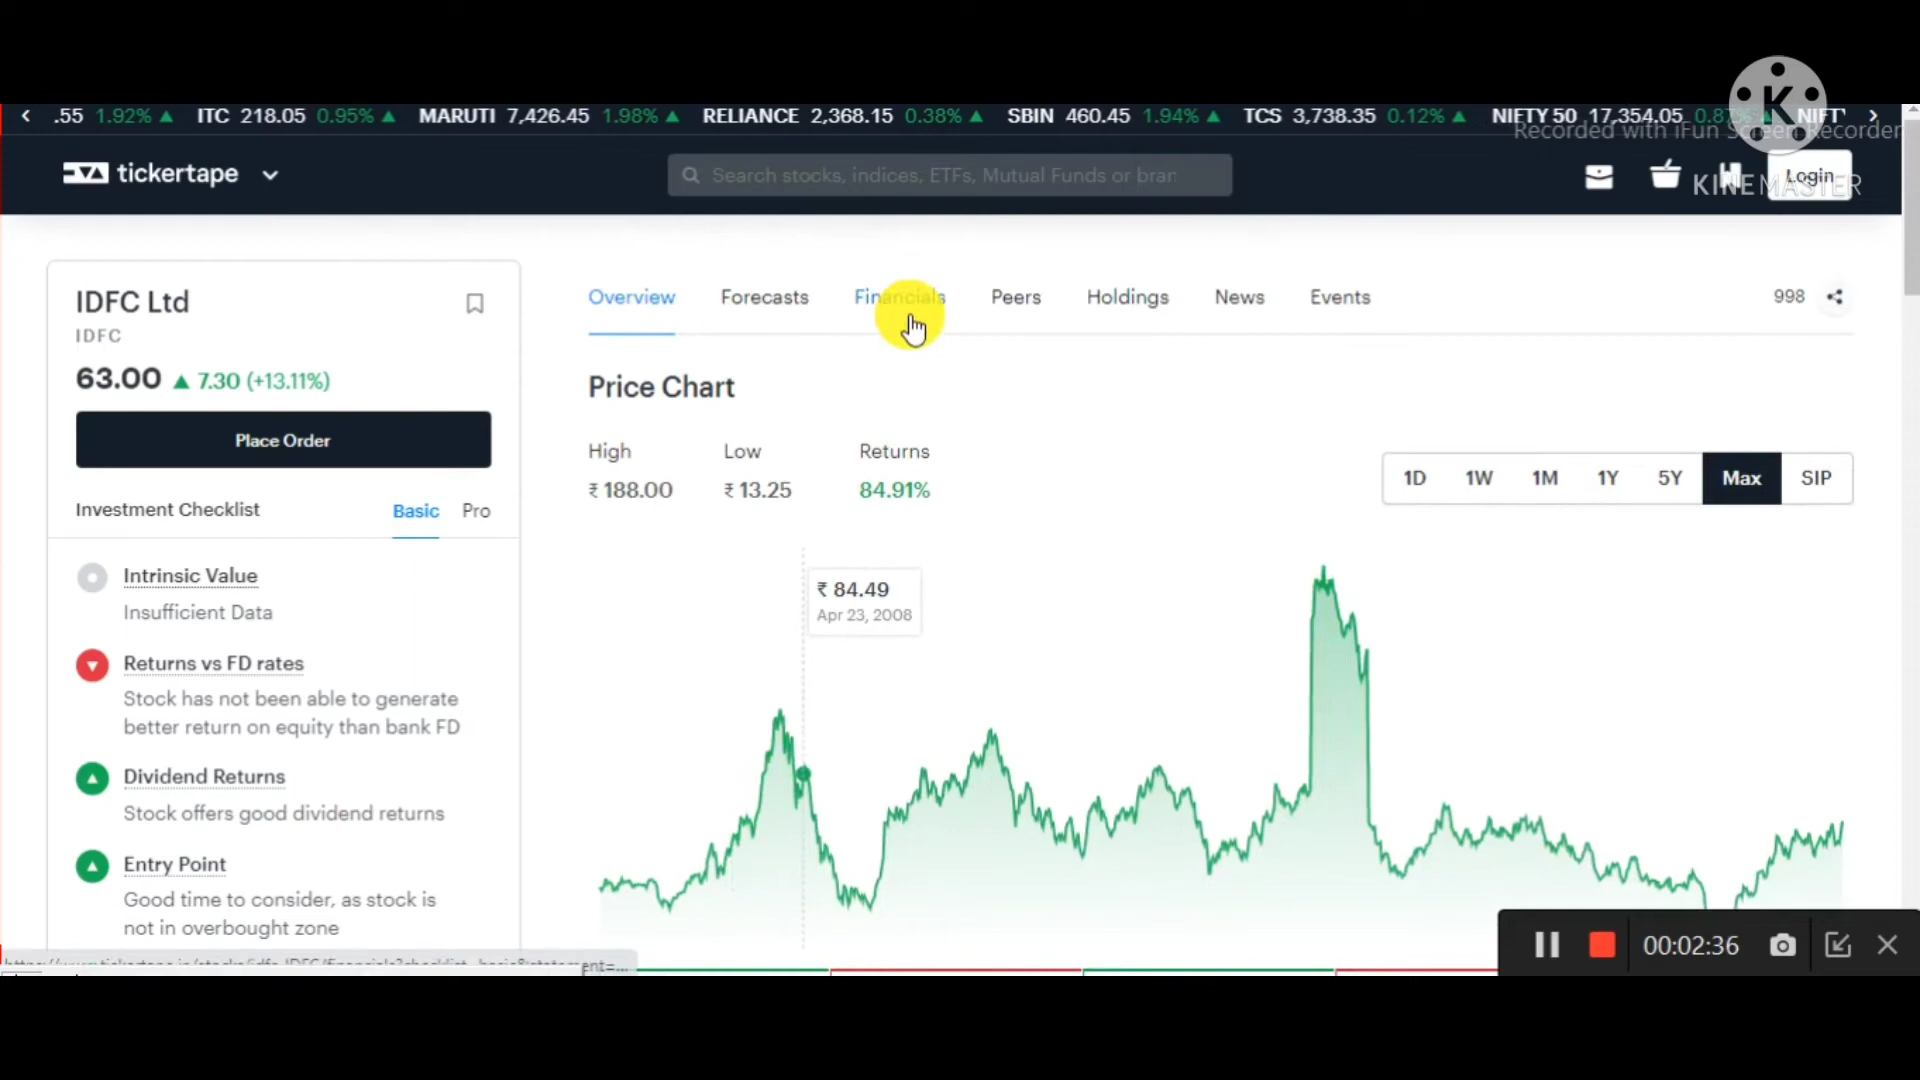 .55 1.92% ▲ ITC 218.05 0.95% ▲ MARUTI 7,426.45 1.98% ▲ RELIANCE 2,368.15 0.38% ▲ SBIN 460.45 1.94% ▲ TCS 3,738.35 0.12% ▲ NIFTY 50 17,354.05
Recorded with iFun Screen Recorder
tickertape
Search stocks, indices, ETFs, Mutual Funds or bran
Login
KINEMASTER
IDFC Ltd
IDFC
63.00 ▲ 7.30 (+13.11%)
Place Order
Investment Checklist Basic Pro
Intrinsic Value
Insufficient Data
Returns vs FD rates
Stock has not been able to generate
better return on equity than bank FD
Dividend Returns
Stock offers good dividend returns
Entry Point
Good time to consider, as stock is
not in overbought zone
Overview Forecasts Financials Peers Holdings News Events 998
Price Chart
High Low Returns
₹ 188.00 ₹ 13.25 84.91%
1D 1W 1M 1Y 5Y Max SIP
₹ 84.49
Apr 23, 2008
00:02:36